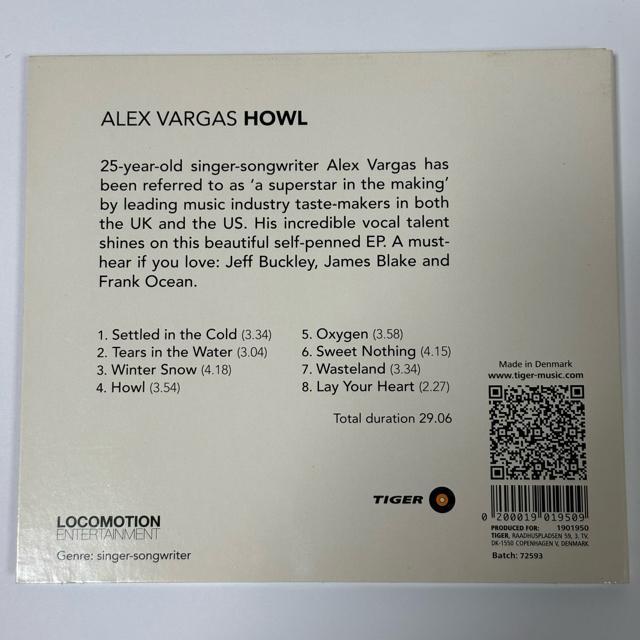 ALEX VARGAS HOWL
25-year-old singer-songwriter Alex Vargas has
been referred to as ‘a superstar in the making’
by leading music industry taste-makers in both
the UK and the US. His incredible vocal talent
shines on this beautiful self-penned EP. A must-
hear if you love: Jeff Buckley, James Blake and
Frank Ocean.
1. Settled in the Cold (3.34)
2. Tears in the Water (3.04)
3. Winter Snow (4.18)
4. Howl (3.54)
5. Oxygen (3.58)
6. Sweet Nothing (4.15)
7. Wasteland (3.34)
8. Lay Your Heart (2.27)
Total duration 29.06
Made in Denmark
www.tiger-music.com
TIGER
0 200019 019509
PRODUCED FOR: 1901950
TIGER, RAADHUSPLADSEN 59, 3. TV.
DK-1550 COPENHAGEN V, DENMARK
Batch: 72593
LOCOMOTION
ENTERTAINMENT
Genre: singer-songwriter